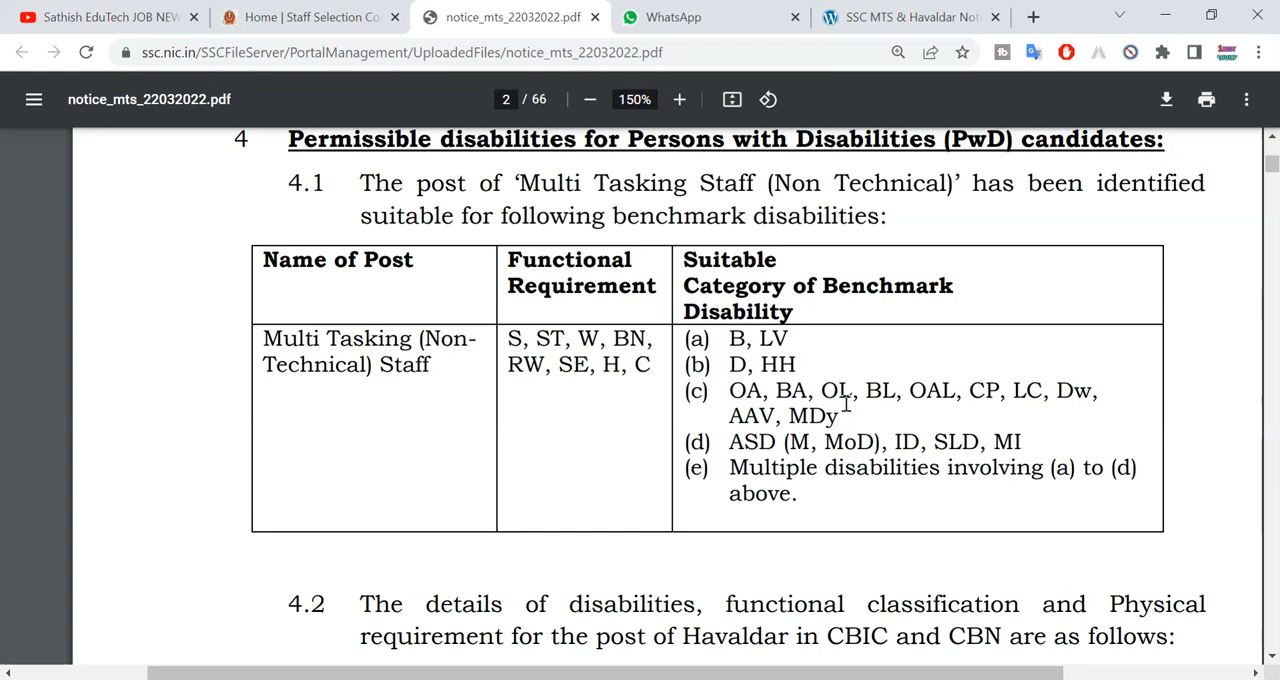 Sathish EduTech JOB NEW
Home | Staff Selection Co
notice_mts_22032022.pdf
WhatsApp
SSC MTS & Havaldar Noti
ssc.nic.in/SSCFileServer/PortalManagement/UploadedFiles/notice_mts_22032022.pdf
notice_mts_22032022.pdf
2 / 66
150%
4 Permissible disabilities for Persons with Disabilities (PwD) candidates:
4.1 The post of ‘Multi Tasking Staff (Non Technical)’ has been identified
suitable for following benchmark disabilities:
Name of Post
Functional
Requirement
Suitable
Category of Benchmark
Disability
Multi Tasking (Non-
Technical) Staff
S, ST, W, BN,
RW, SE, H, C
(a) B, LV
(b) D, HH
(c) OA, BA, OL, BL, OAL, CP, LC, Dw,
AAV, MDy
(d) ASD (M, MoD), ID, SLD, MI
(e) Multiple disabilities involving (a) to (d)
above.
4.2 The details of disabilities, functional classification and Physical
requirement for the post of Havaldar in CBIC and CBN are as follows: